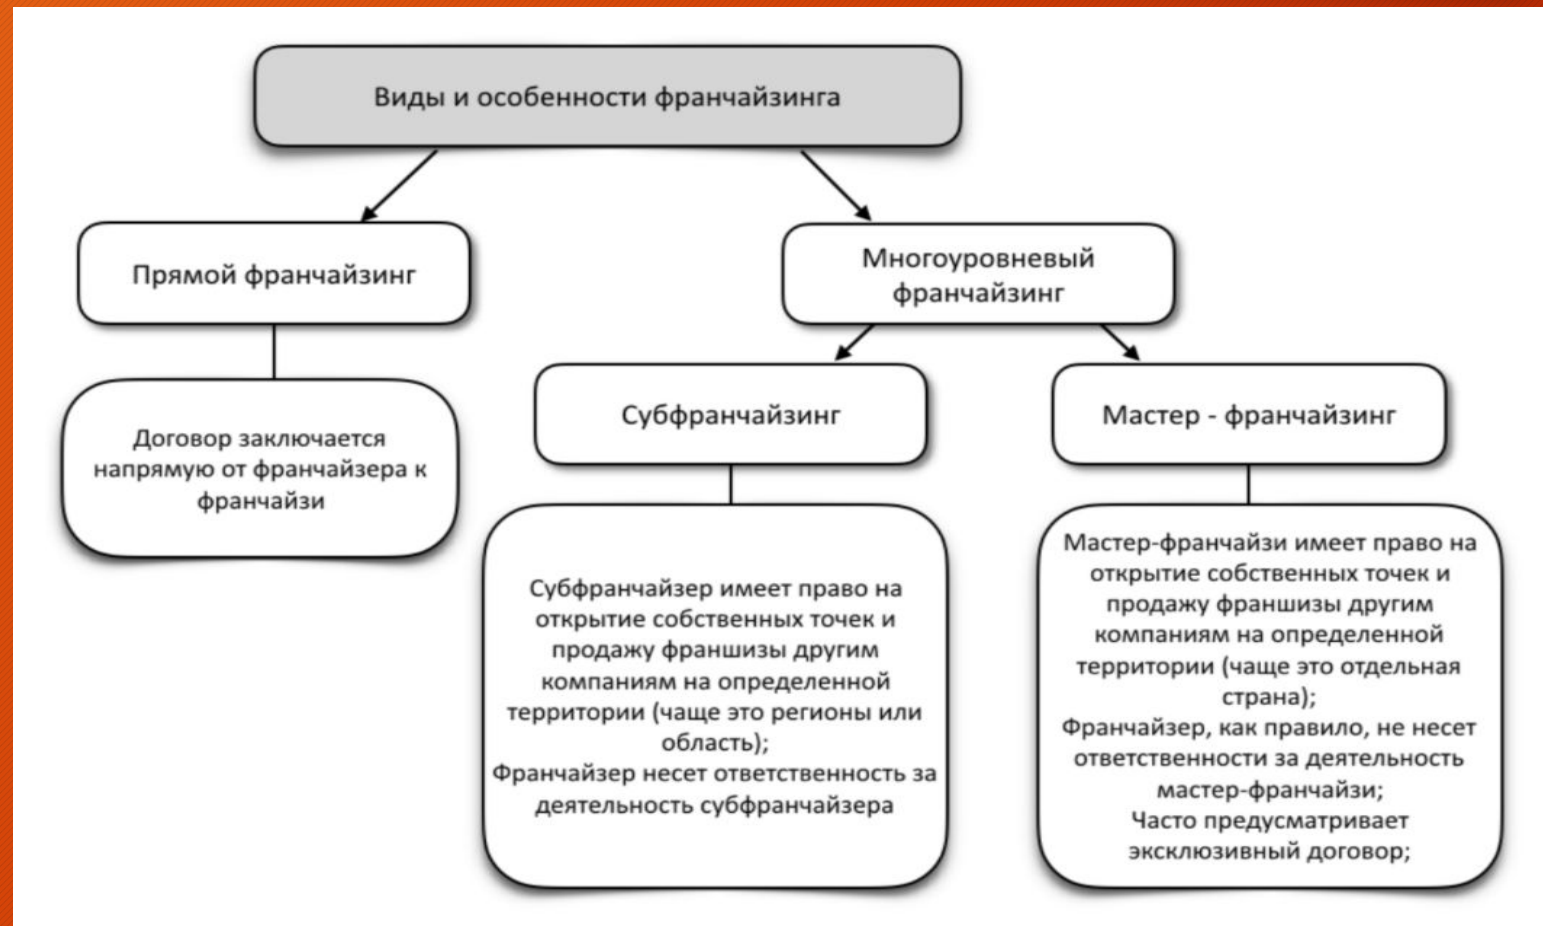 Виды и особенности франчайзинга
Прямой франчайзинг
Договор заключается
напрямую от франчайзера к
франчайзи
Многоуровневый
франчайзинг
Субфранчайзинг
Субфранчайзер имеет право на
открытие собственных точек и
продажу франшизы другим
компаниям на определенной
территории (чаще это регионы или
область);
Франчайзер несет ответственность за
деятельность субфранчайзера
Мастер - франчайзинг
Мастер-франчайзи имеет право на
открытие собственных точек и
продажу франшизы другим
компаниям на определенной
территории (чаще это отдельная
страна);
Франчайзер, как правило, не несет
ответственности за деятельность
мастер-франчайзи;
Часто предусматривает
эксклюзивный договор;